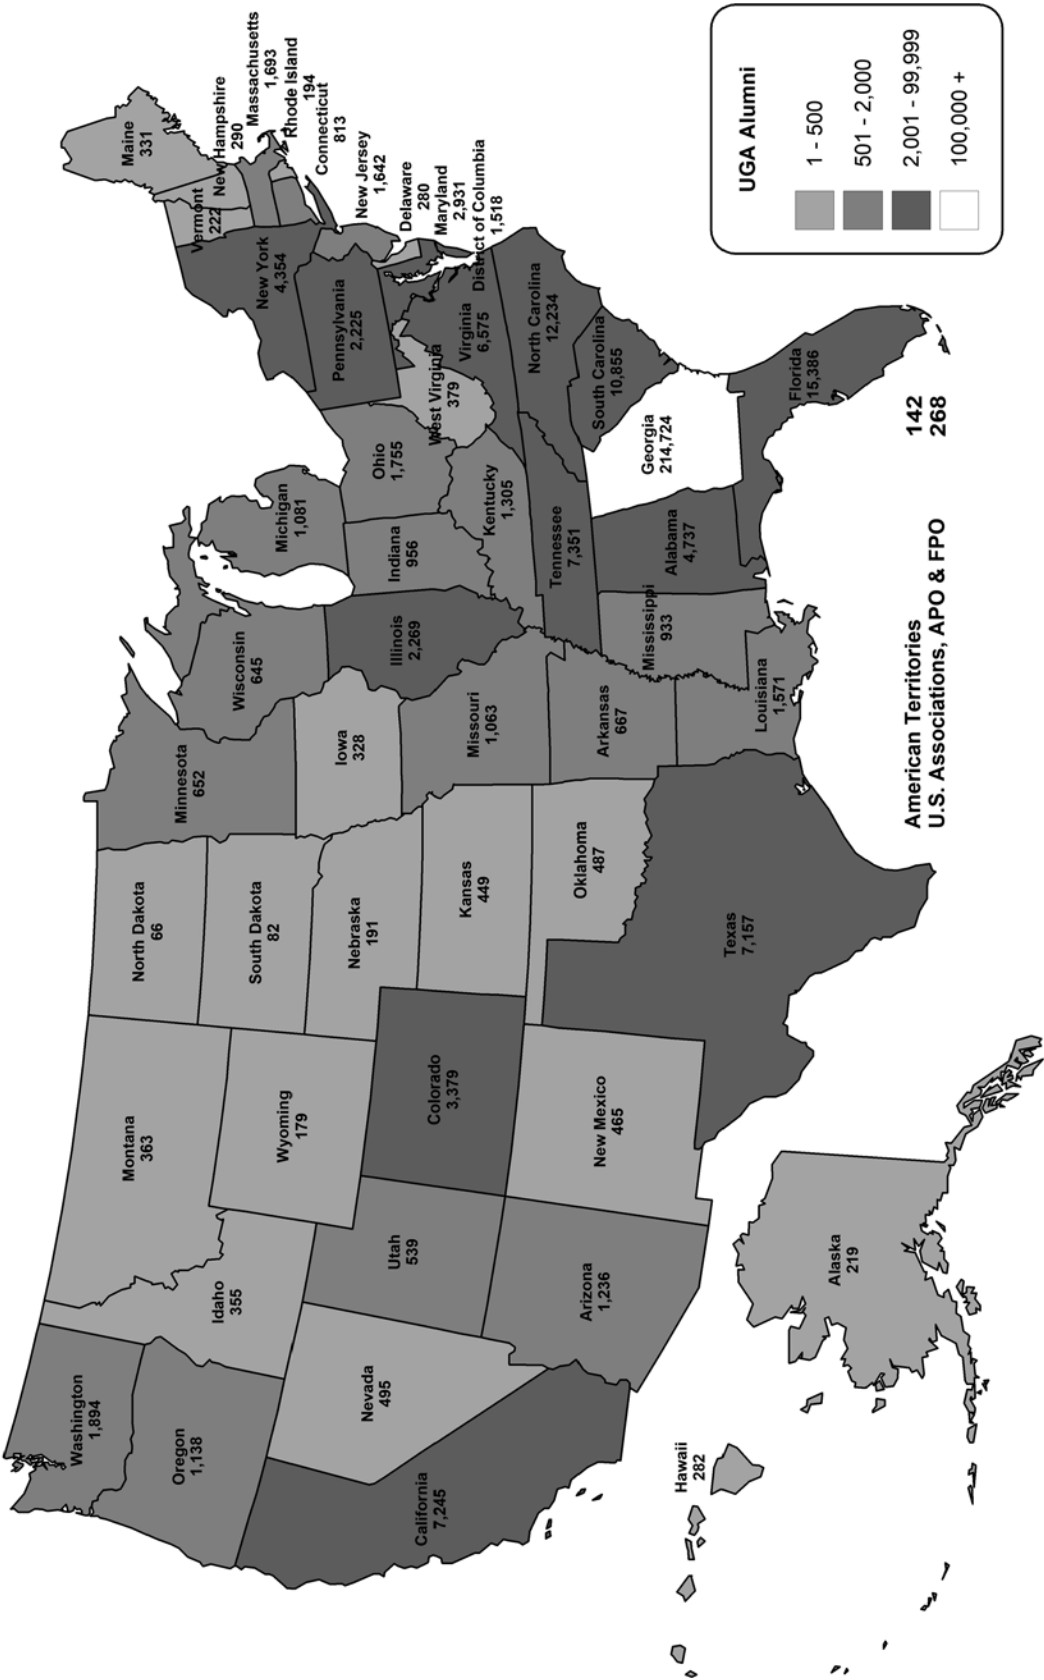 Washington
1,894
Oregon
1,138
California
7,245
Nevada
495
Idaho
355
Montana
363
Wyoming
179
Utah
539
Arizona
1,236
Colorado
3,379
New Mexico
465
North Dakota
66
South Dakota
82
Nebraska
191
Kansas
449
Oklahoma
487
Texas
7,157
Minnesota
652
Iowa
328
Missouri
1,063
Arkansas
667
Louisiana
1,571
Wisconsin
645
Illinois
2,269
Michigan
1,081
Indiana
956
Ohio
1,755
Kentucky
1,305
Tennessee
7,351
Mississippi
933
Alabama
4,737
Georgia
214,724
Florida
15,386
South Carolina
10,855
North Carolina
12,234
Virginia
6,575
West Virginia
379
Pennsylvania
2,225
New York
4,354
Vermont
222
Maine
331
New Hampshire
290
Massachusetts
1,693
Rhode Island
194
Connecticut
813
New Jersey
1,642
Delaware
280
Maryland
2,931
District of Columbia
1,518
Alaska
219
Hawaii
282
American Territories 142
U.S. Associations, APO & FPO 268
UGA Alumni
1 - 500
501 - 2,000
2,001 - 99,999
100,000 +